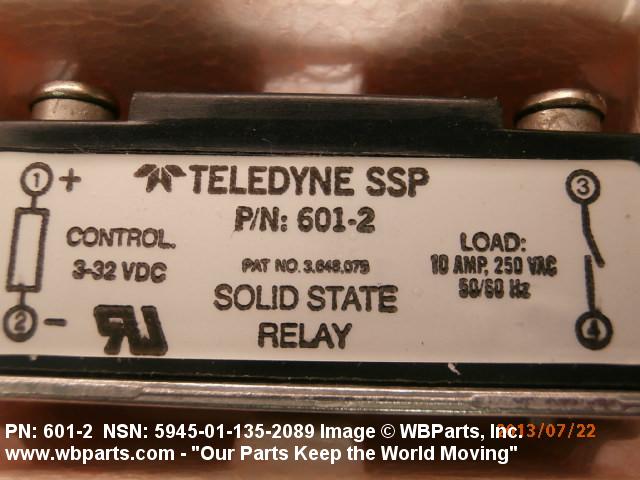 TELEDYNE SSP
P/N: 601-2
1 +
CONTROL.
3-32 VDC
2 -
PAT NO. 3,648,075
SOLID STATE
RELAY
LOAD:
10 AMP, 250 VAC
50/60 Hz
3
4
PN: 601-2 NSN: 5945-01-135-2089 Image © WBParts, Inc.
2013/07/22
www.wbparts.com - "Our Parts Keep the World Moving"